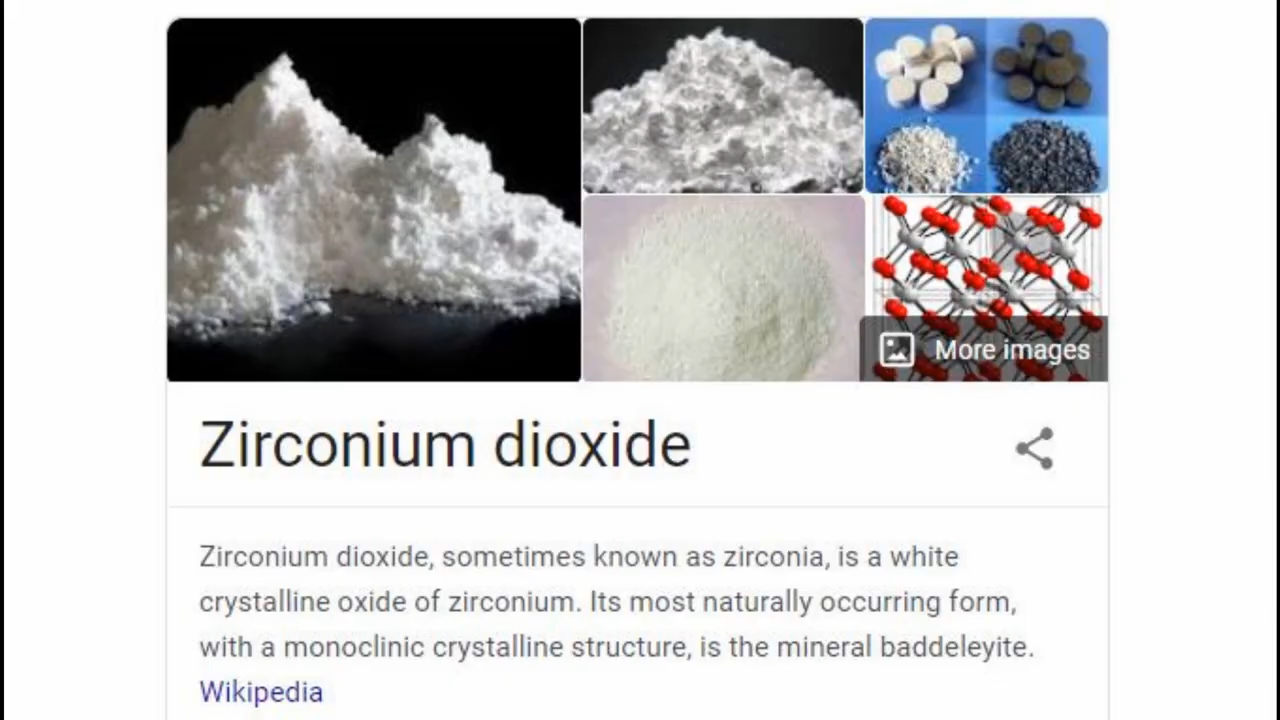 More images
Zirconium dioxide
Zirconium dioxide, sometimes known as zirconia, is a white
crystalline oxide of zirconium. Its most naturally occurring form,
with a monoclinic crystalline structure, is the mineral baddeleyite.
Wikipedia